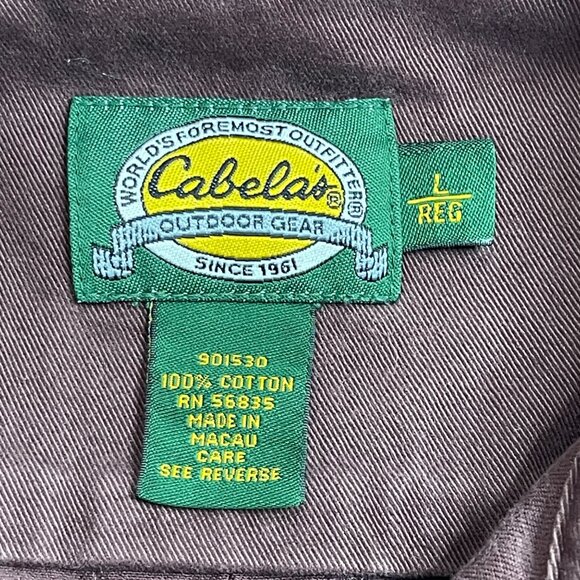 WORLD'S FOREMOST OUTFITTER®
Cabela's®
OUTDOOR GEAR
SINCE 1961
L
REG
901530
100% COTTON
RN 56835
MADE IN
MACAU
CARE
SEE REVERSE